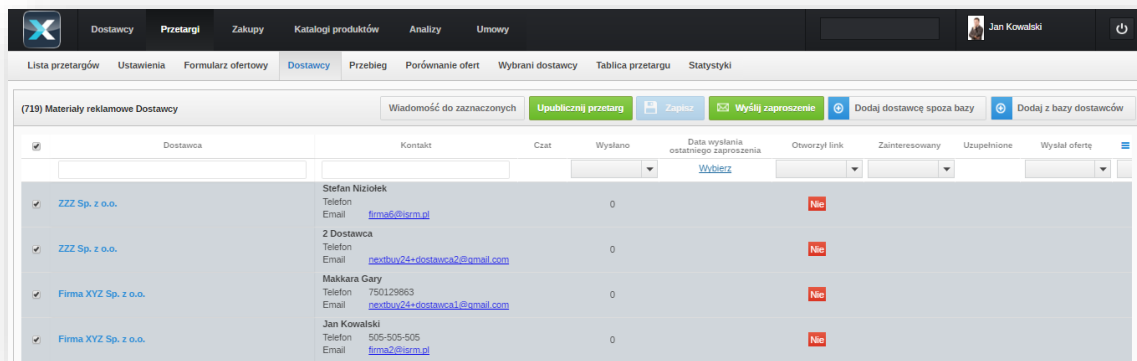 Dostawcy Przetargi Zakupy Katalogi produktów Analizy Umowy Jan Kowalski
Lista przetargów Ustawienia Formularz ofertowy Dostawcy Przebieg Porównanie ofert Wybrani dostawcy Tablica przetargu Statystyki
(719) Materiały reklamowe Dostawcy Wiadomość do zaznaczonych Upublicznij przetarg Zapisz Wyślij zaproszenie Dodaj dostawcę spoza bazy Dodaj z bazy dostawców
Dostawca Kontakt Czat Wysłano Data wysłania ostatniego zaproszenia Otworzył link Zainteresowany Uzupełnione Wysłał ofertę
Wybierz
Stefan Niziołek
Telefon
ZZZ Sp. z o.o. 0 Nie
Email firma6@isrm.pl
2 Dostawca
Telefon
ZZZ Sp. z o.o. 0 Nie
Email nextbuy24+dostawca2@gmail.com
Makkara Gary
Telefon 750129863
Firma XYZ Sp. z o.o. 0 Nie
Email nextbuy24+dostawca1@gmail.com
Jan Kowalski
Telefon 505-505-505
Firma XYZ Sp. z o.o. 0 Nie
Email firma2@isrm.pl